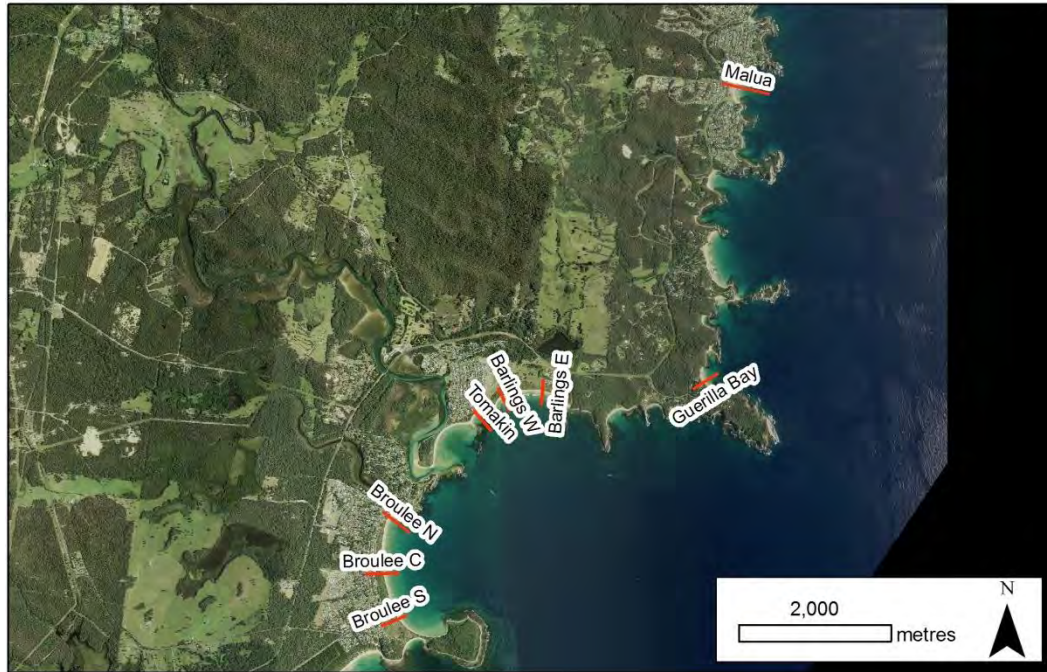 Malua
Barlings W
Barlings E
Tomakin
Guerilla Bay
Broulee N
Broulee C
Broulee S
2,000
metres
N